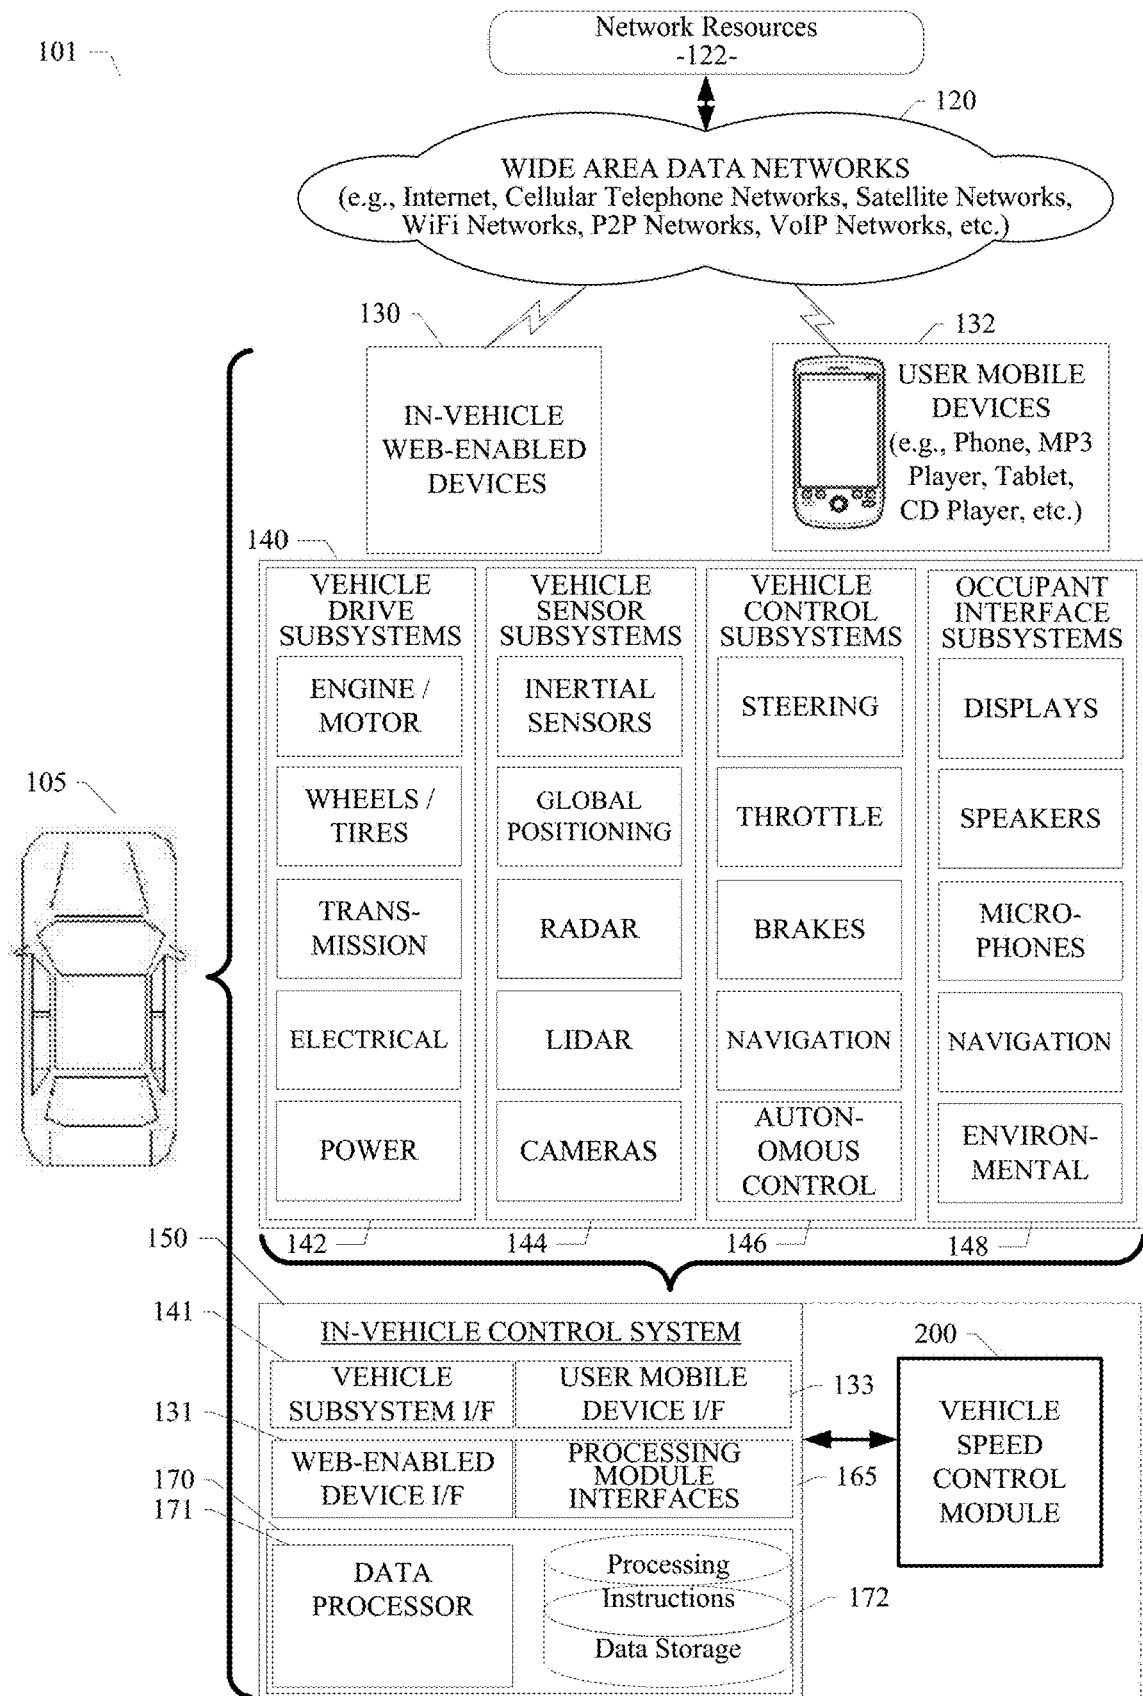 101
Network Resources
-122-
120
WIDE AREA DATA NETWORKS
(e.g., Internet, Cellular Telephone Networks, Satellite Networks,
WiFi Networks, P2P Networks, VoIP Networks, etc.)
130
132
IN-VEHICLE
WEB-ENABLED
DEVICES
USER MOBILE
DEVICES
(e.g., Phone, MP3
Player, Tablet,
CD Player, etc.)
140
VEHICLE
DRIVE
SUBSYSTEMS
ENGINE /
MOTOR
WHEELS /
TIRES
TRANS-
MISSION
ELECTRICAL
POWER
142
VEHICLE
SENSOR
SUBSYSTEMS
INERTIAL
SENSORS
GLOBAL
POSITIONING
RADAR
LIDAR
CAMERAS
144
VEHICLE
CONTROL
SUBSYSTEMS
STEERING
THROTTLE
BRAKES
NAVIGATION
AUTON-
OMOUS
CONTROL
146
OCCUPANT
INTERFACE
SUBSYSTEMS
DISPLAYS
SPEAKERS
MICRO-
PHONES
NAVIGATION
ENVIRON-
MENTAL
148
105
150
IN-VEHICLE CONTROL SYSTEM
141
VEHICLE
SUBSYSTEM I/F
USER MOBILE
DEVICE I/F
133
131
WEB-ENABLED
DEVICE I/F
PROCESSING
MODULE
INTERFACES
165
170
171
DATA
PROCESSOR
Processing
Instructions
Data Storage
172
200
VEHICLE
SPEED
CONTROL
MODULE